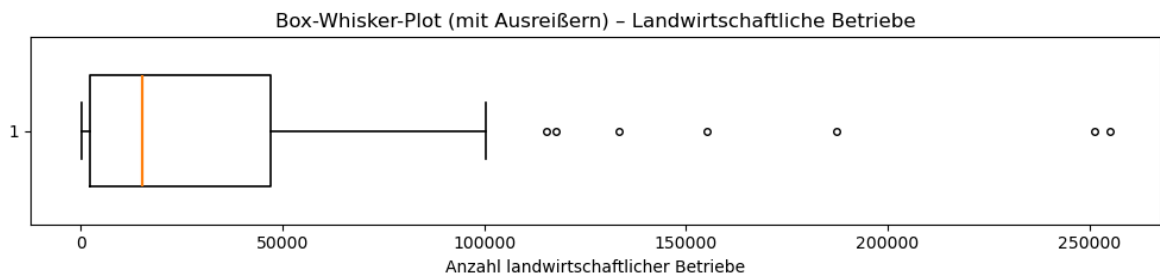 Box-Whisker-Plot (mit Ausreißern) – Landwirtschaftliche Betriebe
1
0 50000 100000 150000 200000 250000
Anzahl landwirtschaftlicher Betriebe